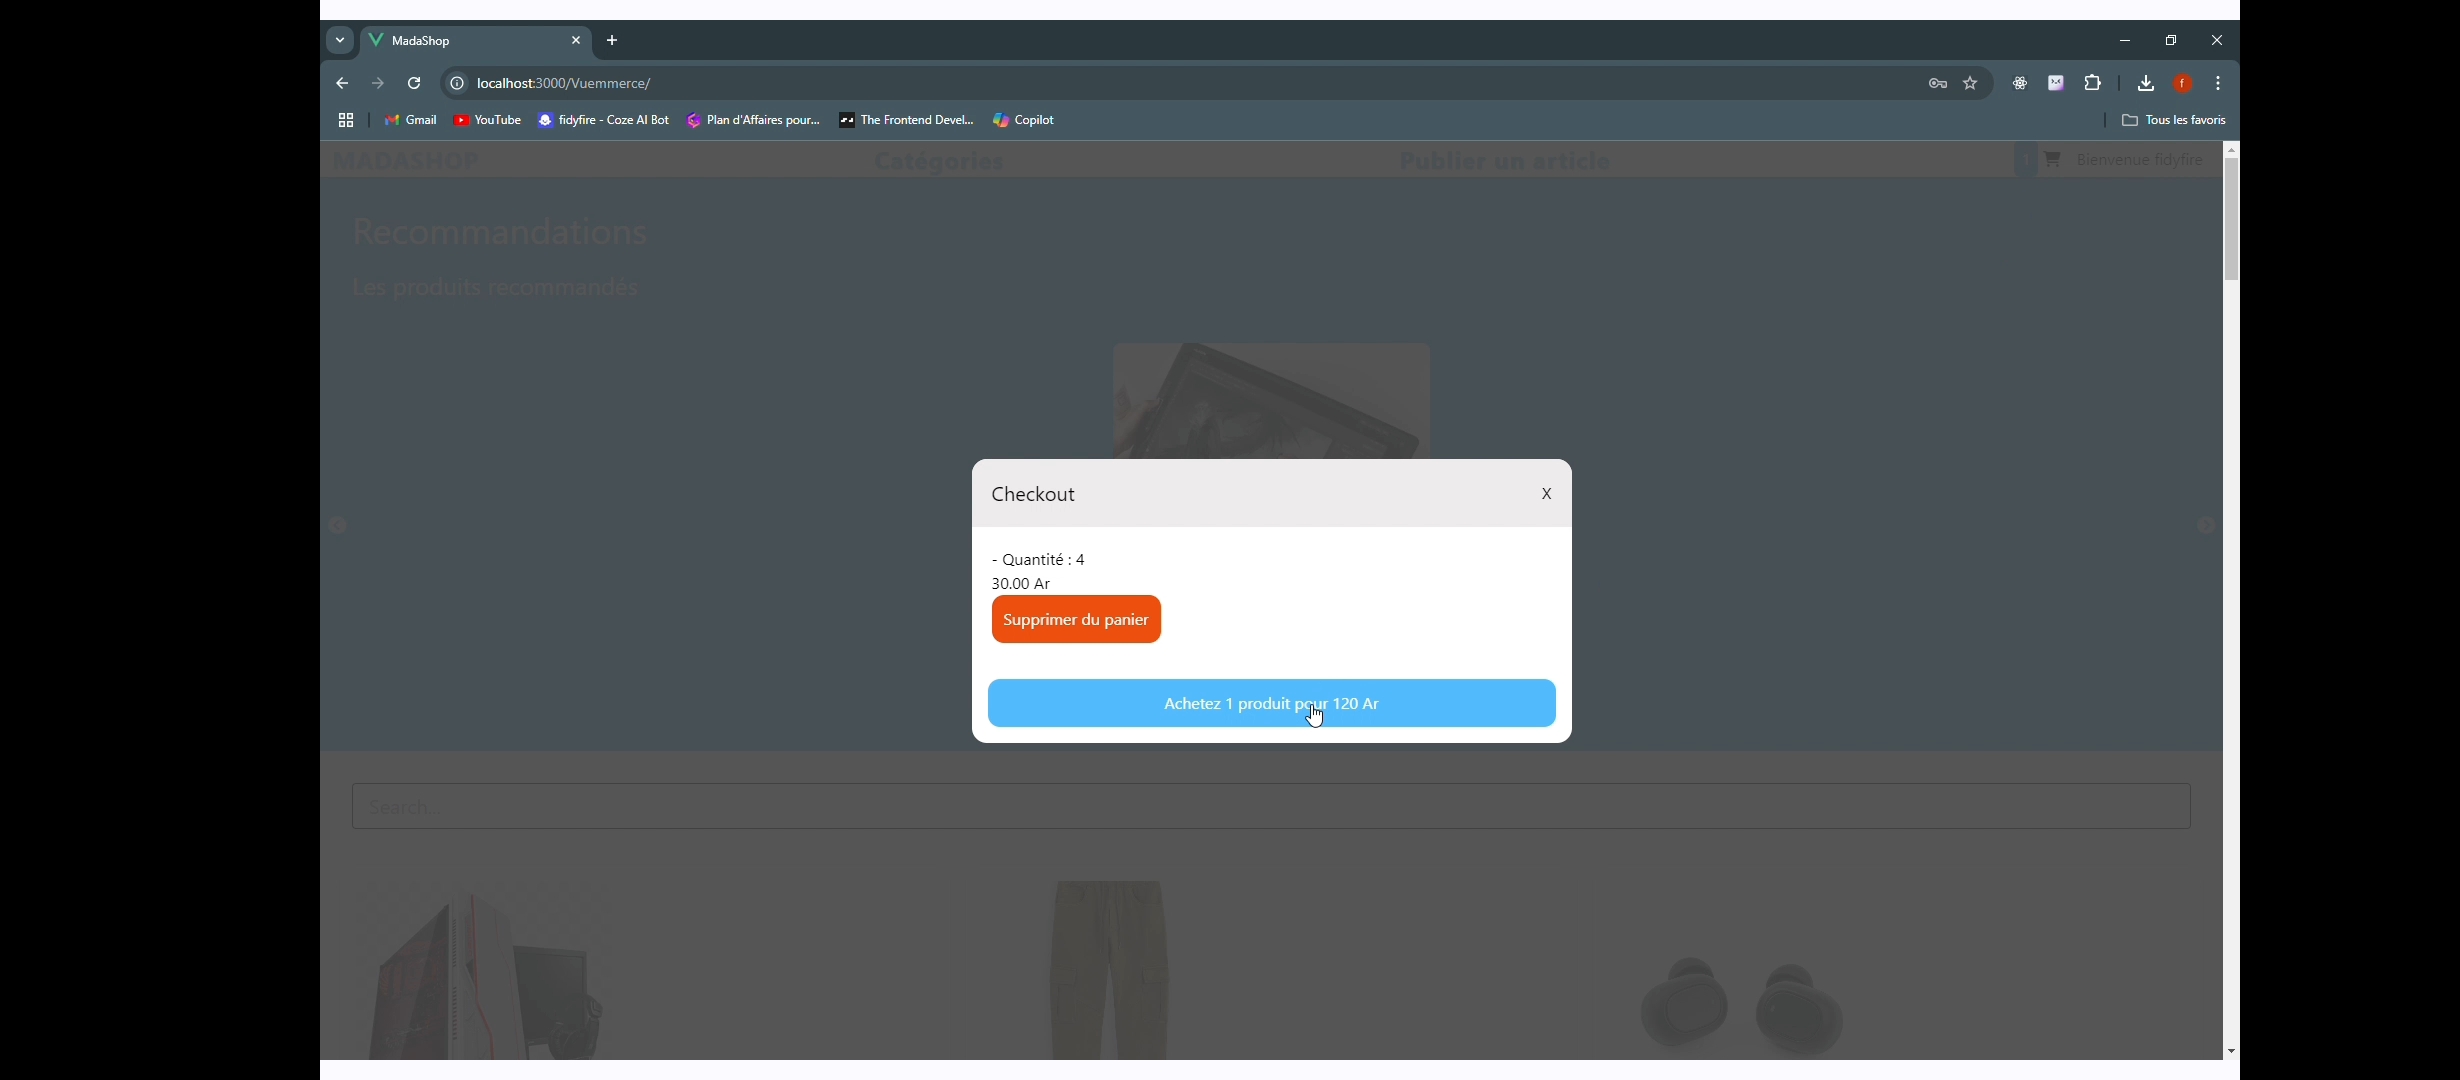 MadaShop
localhost:3000/Vuemmerce/
Gmail
YouTube
fidyfire - Coze AI Bot
Plan d'Affaires pour...
The Frontend Devel...
Copilot
Tous les favoris
MADASHOP
Catégories
Publier un article
1
Bienvenue fidyfire
Recommandations
Les produits recommandés
Checkout
X
- Quantité : 4
30.00 Ar
Supprimer du panier
Achetez 1 produit pour 120 Ar
Search...